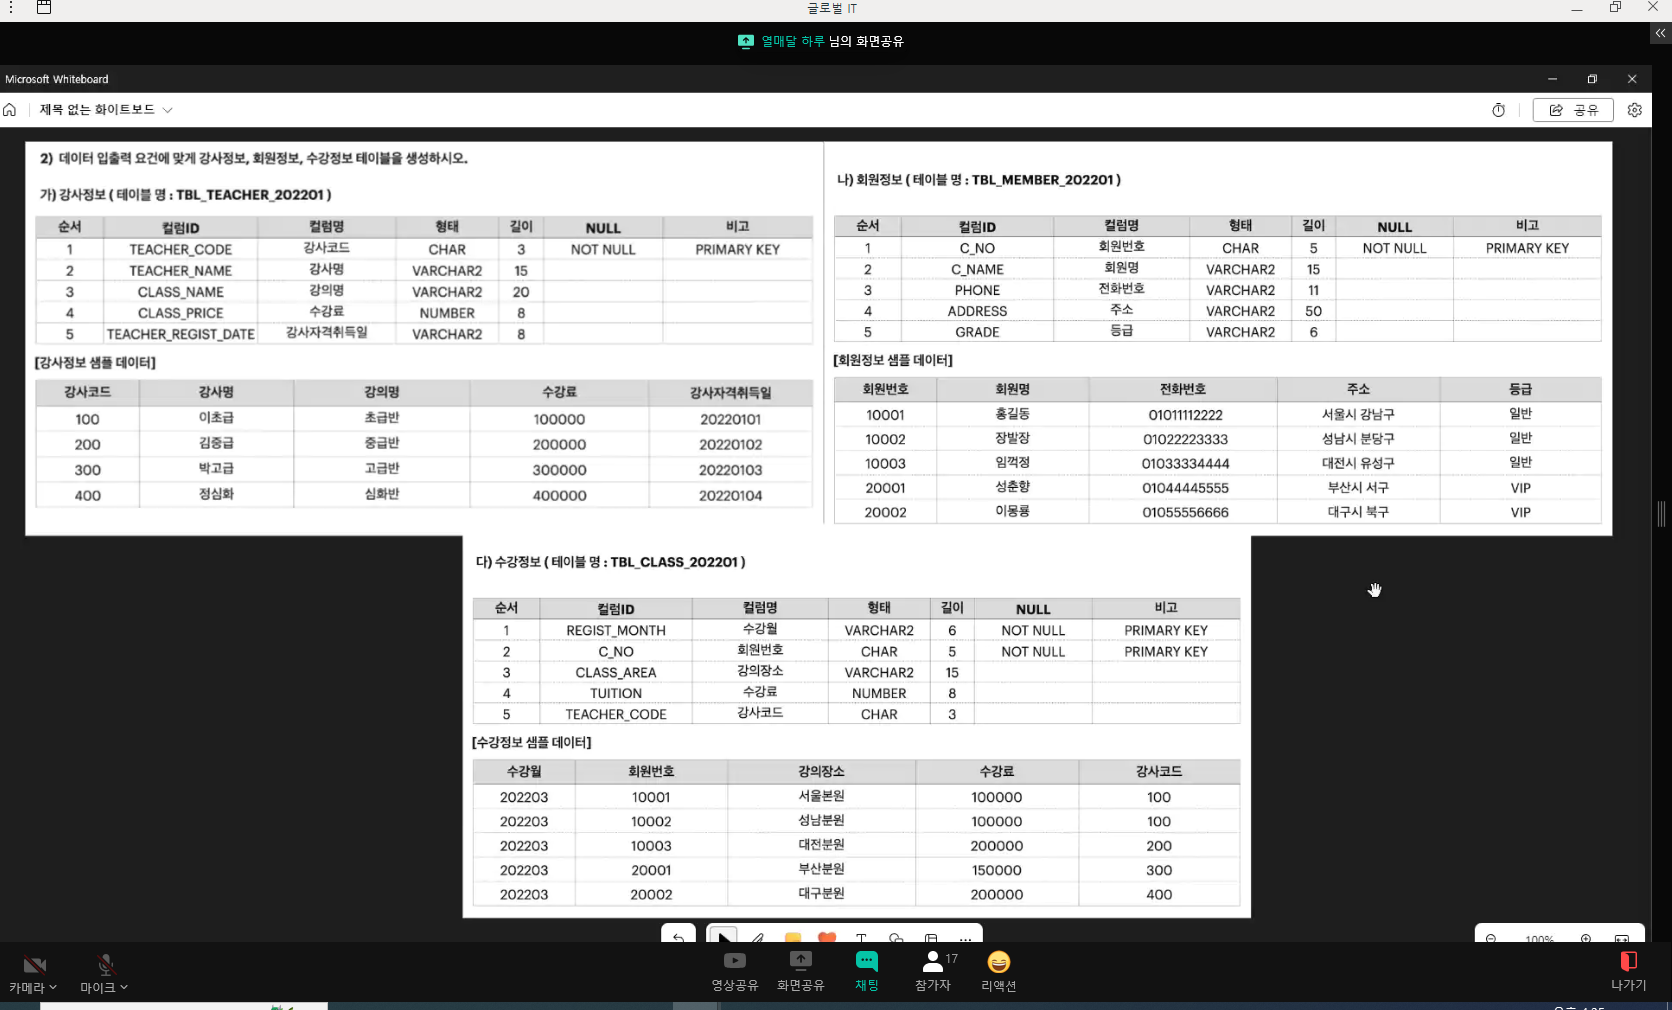 글로벌 IT
열매달 하루 님의 화면공유
Microsoft Whiteboard
제목 없는 화이트보드
공유
2) 데이터 입출력 요건에 맞게 강사정보, 회원정보, 수강정보 테이블을 생성하시오.
가) 강사정보 ( 테이블 명 : TBL_TEACHER_202201 )
순서 컬럼ID 컬럼명 형태 길이 NULL 비고
1 TEACHER_CODE 강사코드 CHAR 3 NOT NULL PRIMARY KEY
2 TEACHER_NAME 강사명 VARCHAR2 15
3 CLASS_NAME 강의명 VARCHAR2 20
4 CLASS_PRICE 수강료 NUMBER 8
5 TEACHER_REGIST_DATE 강사자격취득일 VARCHAR2 8
[강사정보 샘플 데이터]
강사코드 강사명 강의명 수강료 강사자격취득일
100 이초급 초급반 100000 20220101
200 김중급 중급반 200000 20220102
300 박고급 고급반 300000 20220103
400 정심화 심화반 400000 20220104
나) 회원정보 ( 테이블 명 : TBL_MEMBER_202201 )
순서 컬럼ID 컬럼명 형태 길이 NULL 비고
1 C_NO 회원번호 CHAR 5 NOT NULL PRIMARY KEY
2 C_NAME 회원명 VARCHAR2 15
3 PHONE 전화번호 VARCHAR2 11
4 ADDRESS 주소 VARCHAR2 50
5 GRADE 등급 VARCHAR2 6
[회원정보 샘플 데이터]
회원번호 회원명 전화번호 주소 등급
10001 홍길동 01011112222 서울시 강남구 일반
10002 장발장 01022223333 성남시 분당구 일반
10003 임꺽정 01033334444 대전시 유성구 일반
20001 성춘향 01044445555 부산시 서구 VIP
20002 이몽룡 01055556666 대구시 북구 VIP
다) 수강정보 ( 테이블 명 : TBL_CLASS_202201 )
순서 컬럼ID 컬럼명 형태 길이 NULL 비고
1 REGIST_MONTH 수강월 VARCHAR2 6 NOT NULL PRIMARY KEY
2 C_NO 회원번호 CHAR 5 NOT NULL PRIMARY KEY
3 CLASS_AREA 강의장소 VARCHAR2 15
4 TUITION 수강료 NUMBER 8
5 TEACHER_CODE 강사코드 CHAR 3
[수강정보 샘플 데이터]
수강월 회원번호 강의장소 수강료 강사코드
202203 10001 서울본원 100000 100
202203 10002 성남분원 100000 100
202203 10003 대전분원 200000 200
202203 20001 부산분원 150000 300
202203 20002 대구분원 200000 400
100%
카메라 마이크 영상공유 화면공유 채팅 참가자 17 리액션 나가기